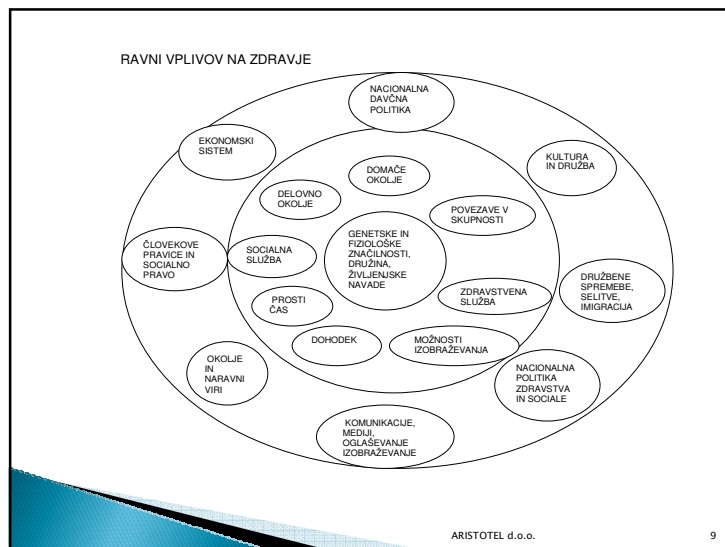 RAVNI VPLIVOV NA ZDRAVJE
NACIONALNA
DAVČNA
POLITIKA
EKONOMSKI
SISTEM
KULTURA
IN DRUŽBA
DOMAČE
OKOLJE
DELOVNO
OKOLJE
POVEZAVE V
SKUPNOSTI
GENETSKE IN
FIZIOLOŠKE
ZNAČILNOSTI,
DRUŽINA,
ŽIVLJENJSKE
NAVADE
ČLOVEKOVE
PRAVICE IN
SOCIALNO
PRAVO
SOCIALNA
SLUŽBA
DRUŽBENE
SPREMEBE,
SELITVE,
IMIGRACIJA
ZDRAVSTVENA
SLUŽBA
PROSTI
ČAS
DOHODEK
MOŽNOSTI
IZOBRAŽEVANJA
OKOLJE
IN
NARAVNI
VIRI
NACIONALNA
POLITIKA
ZDRAVSTVA
IN SOCIALE
KOMUNIKACIJE,
MEDIJI,
OGLAŠEVANJE
IZOBRAŽEVANJE
ARISTOTEL d.o.o.
9